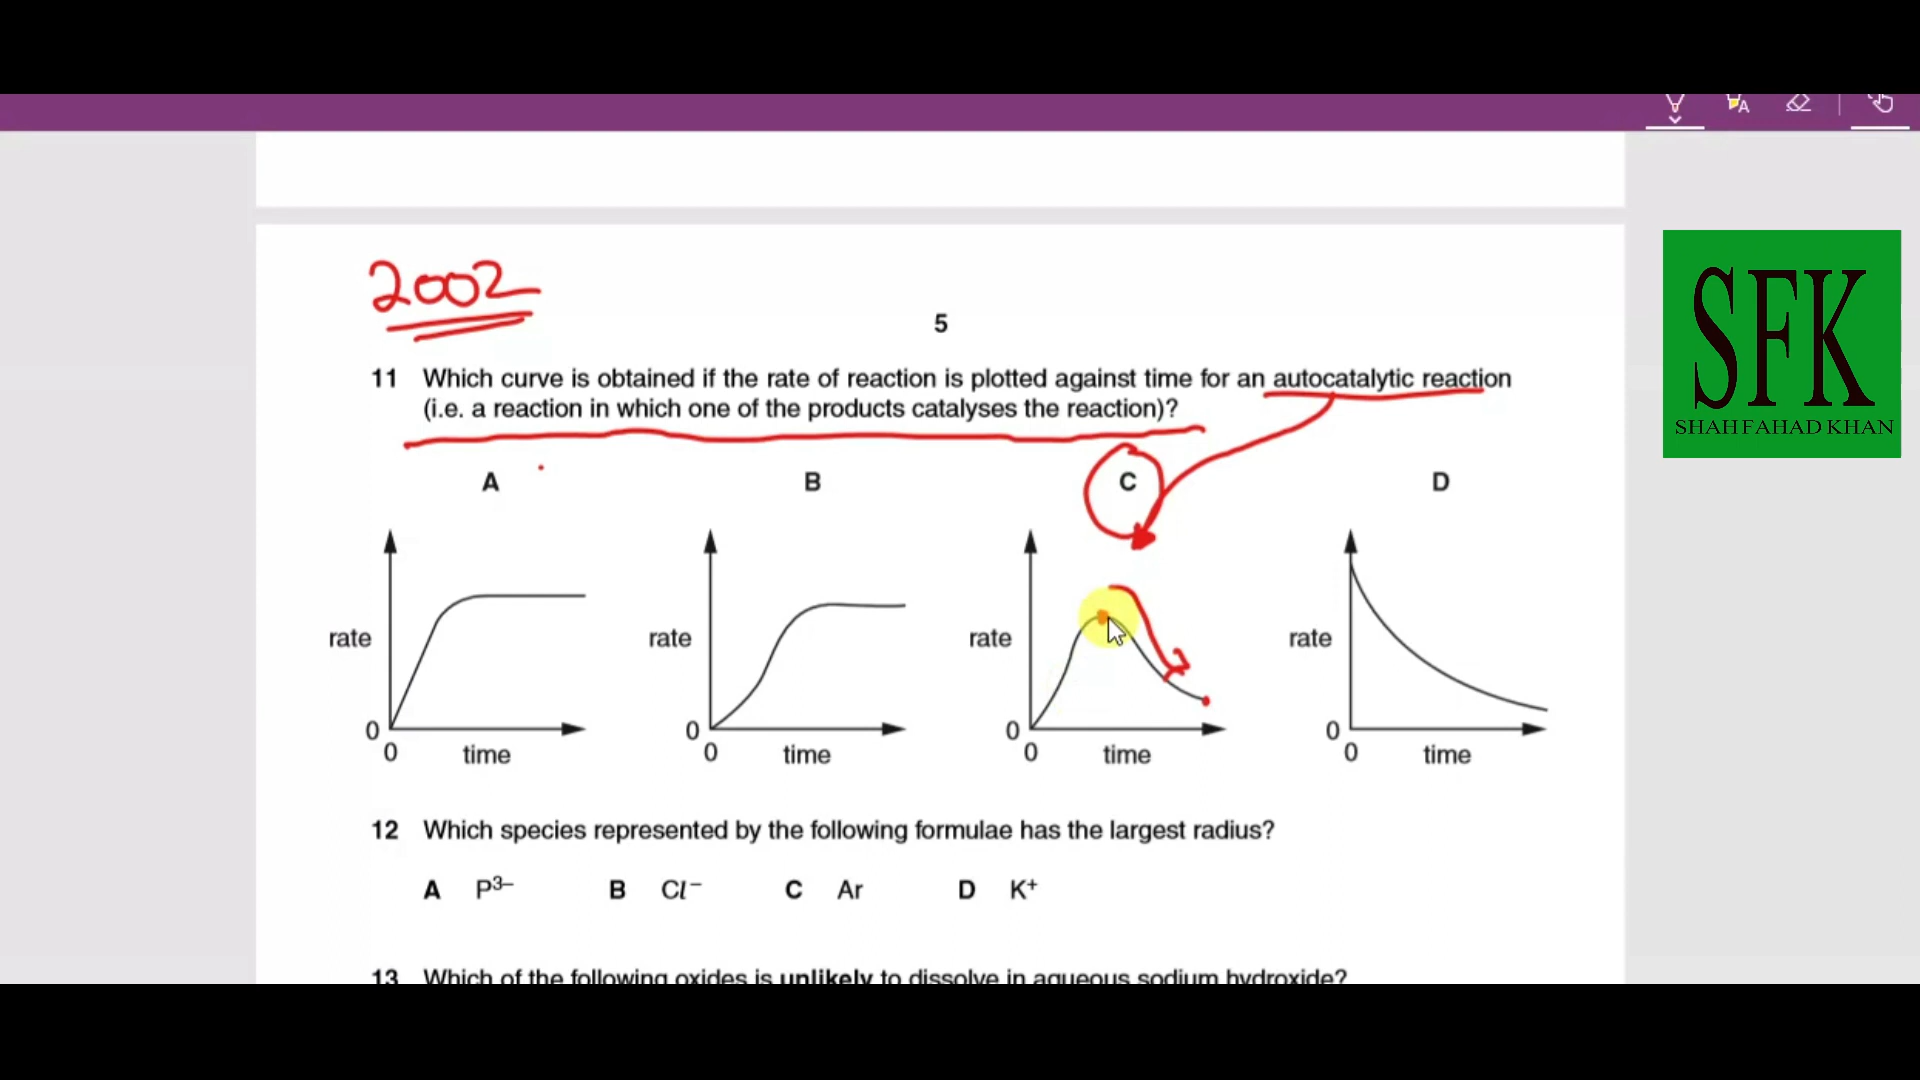 2002
5
11 Which curve is obtained if the rate of reaction is plotted against time for an autocatalytic reaction
(i.e. a reaction in which one of the products catalyses the reaction)?
A B C D
rate rate rate rate
0 0 0 0
0 time 0 time 0 time 0 time
12 Which species represented by the following formulae has the largest radius?
A P³⁻ B Cl⁻ C Ar D K⁺
13 Which of the following oxides is unlikely to dissolve in aqueous sodium hydroxide?
SFK
SHAH FAHAD KHAN